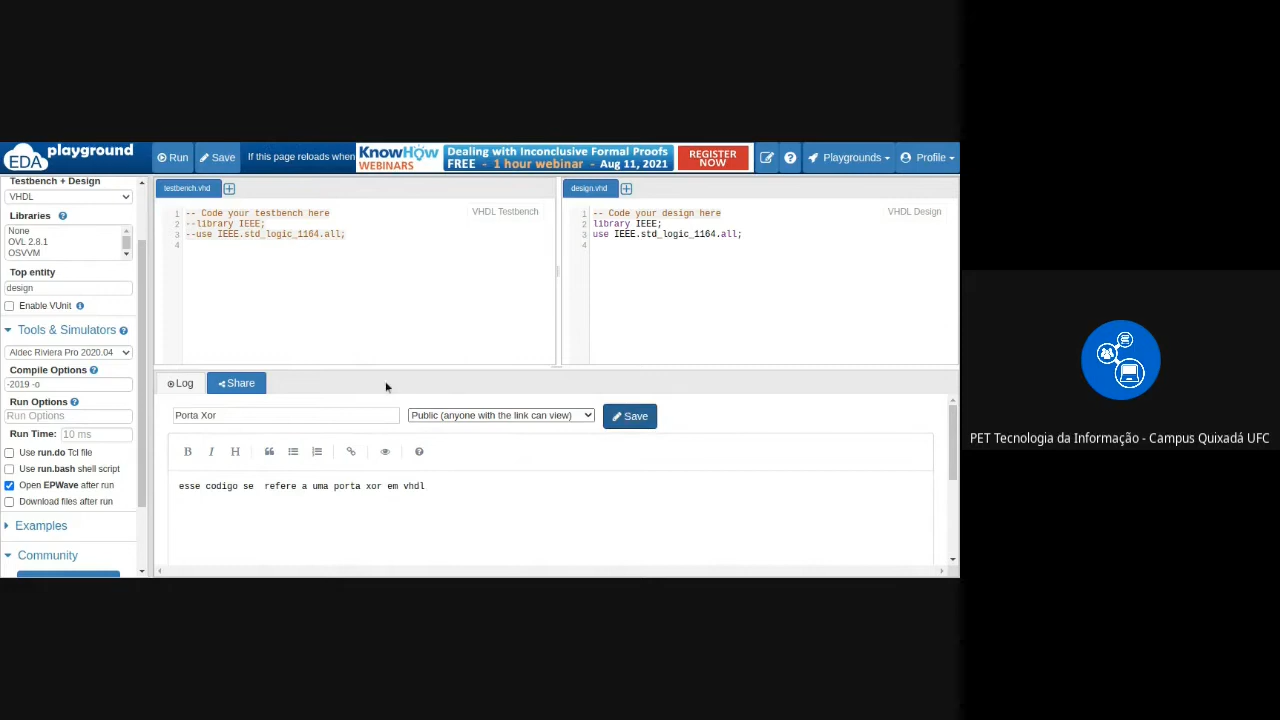 EDA playground
Run
Save
If this page reloads when
KnowHow
WEBINARS
Dealing with Inconclusive Formal Proofs
FREE - 1 hour webinar - Aug 11, 2021
REGISTER
NOW
Playgrounds
Profile
Testbench + Design
VHDL
Libraries
None
OVL 2.8.1
OSVVM
Top entity
design
Enable VUnit
Tools & Simulators
Aldec Riviera Pro 2020.04
Compile Options
-2019 -o
Run Options
Run Options
Run Time: 10 ms
Use run.do Tcl file
Use run.bash shell script
Open EPWave after run
Download files after run
Examples
Community
testbench.vhd
VHDL Testbench
1 -- Code your testbench here
2 --library IEEE;
3 --use IEEE.std_logic_1164.all;
4
design.vhd
VHDL Design
1 -- Code your design here
2 library IEEE;
3 use IEEE.std_logic_1164.all;
4
Log
Share
Porta Xor
Public (anyone with the link can view)
Save
B I H
esse codigo se  refere a uma porta xor em vhdl
PET Tecnologia da Informação - Campus Quixadá UFC